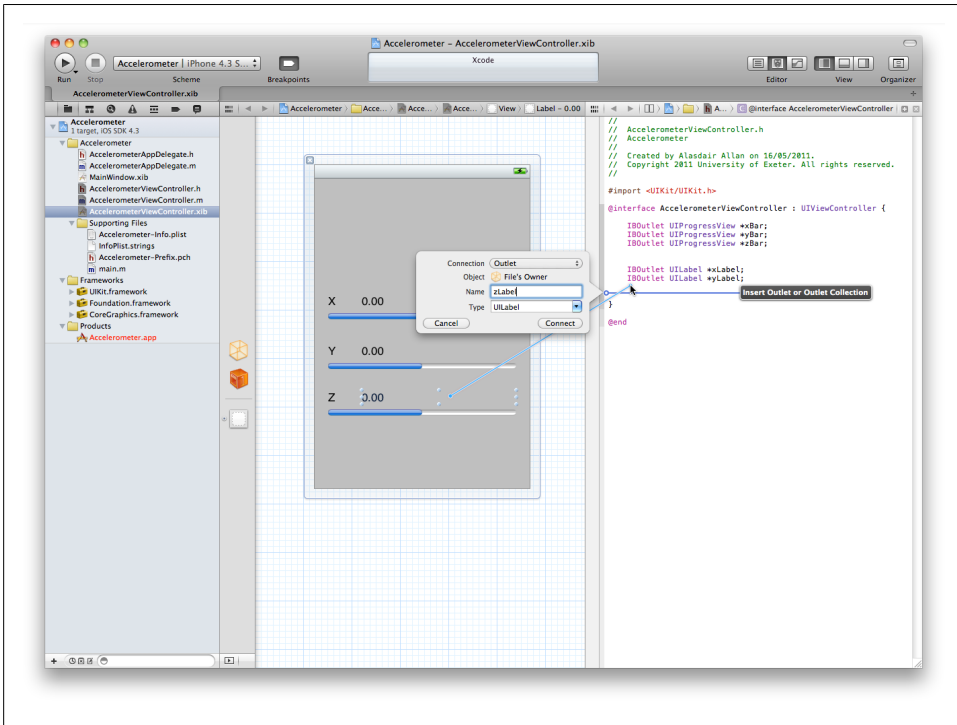 Accelerometer – AccelerometerViewController.xib
Accelerometer | iPhone 4.3 S...
Xcode
Run Stop Scheme Breakpoints Editor View Organizer
AccelerometerViewController.xib
Accelerometer
1 target, iOS SDK 4.3
Accelerometer
AccelerometerAppDelegate.h
AccelerometerAppDelegate.m
MainWindow.xib
AccelerometerViewController.h
AccelerometerViewController.m
AccelerometerViewController.xib
Supporting Files
Accelerometer-Info.plist
InfoPlist.strings
Accelerometer-Prefix.pch
main.m
Frameworks
UIKit.framework
Foundation.framework
CoreGraphics.framework
Products
Accelerometer.app
Accelerometer Acce... Acce... Acce... View Label – 0.00
X 0.00
Y 0.00
Z 0.00
Connection Outlet
Object File's Owner
Name zLabel
Type UILabel
Cancel Connect
A... @interface AccelerometerViewController
//
// AccelerometerViewController.h
// Accelerometer
//
// Created by Alasdair Allan on 16/05/2011.
// Copyright 2011 University of Exeter. All rights reserved.
//
#import <UIKit/UIKit.h>
@interface AccelerometerViewController : UIViewController {
IBOutlet UIProgressView *xBar;
IBOutlet UIProgressView *yBar;
IBOutlet UIProgressView *zBar;
IBOutlet UILabel *xLabel;
IBOutlet UILabel *yLabel;
Insert Outlet or Outlet Collection
}
@end